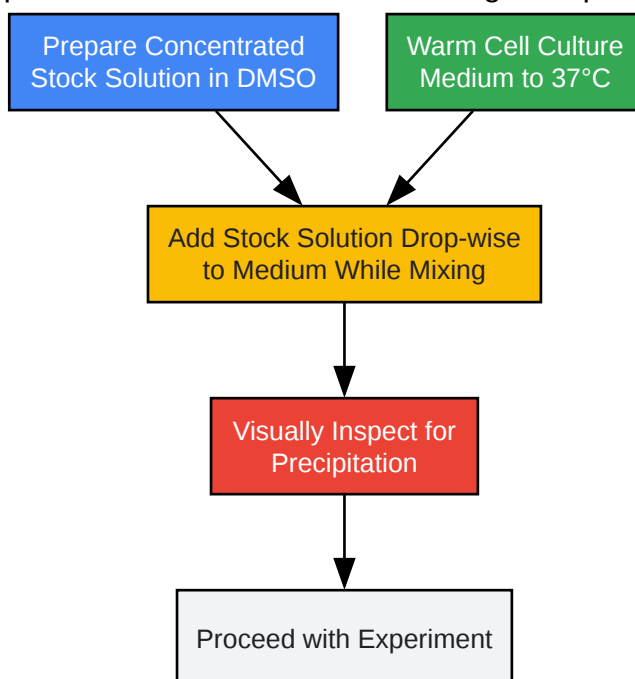 Prepare Concentrated
Stock Solution in DMSO
Warm Cell Culture
Medium to 37°C
Add Stock Solution Drop-wise
to Medium While Mixing
Visually Inspect for
Precipitation
Proceed with Experiment